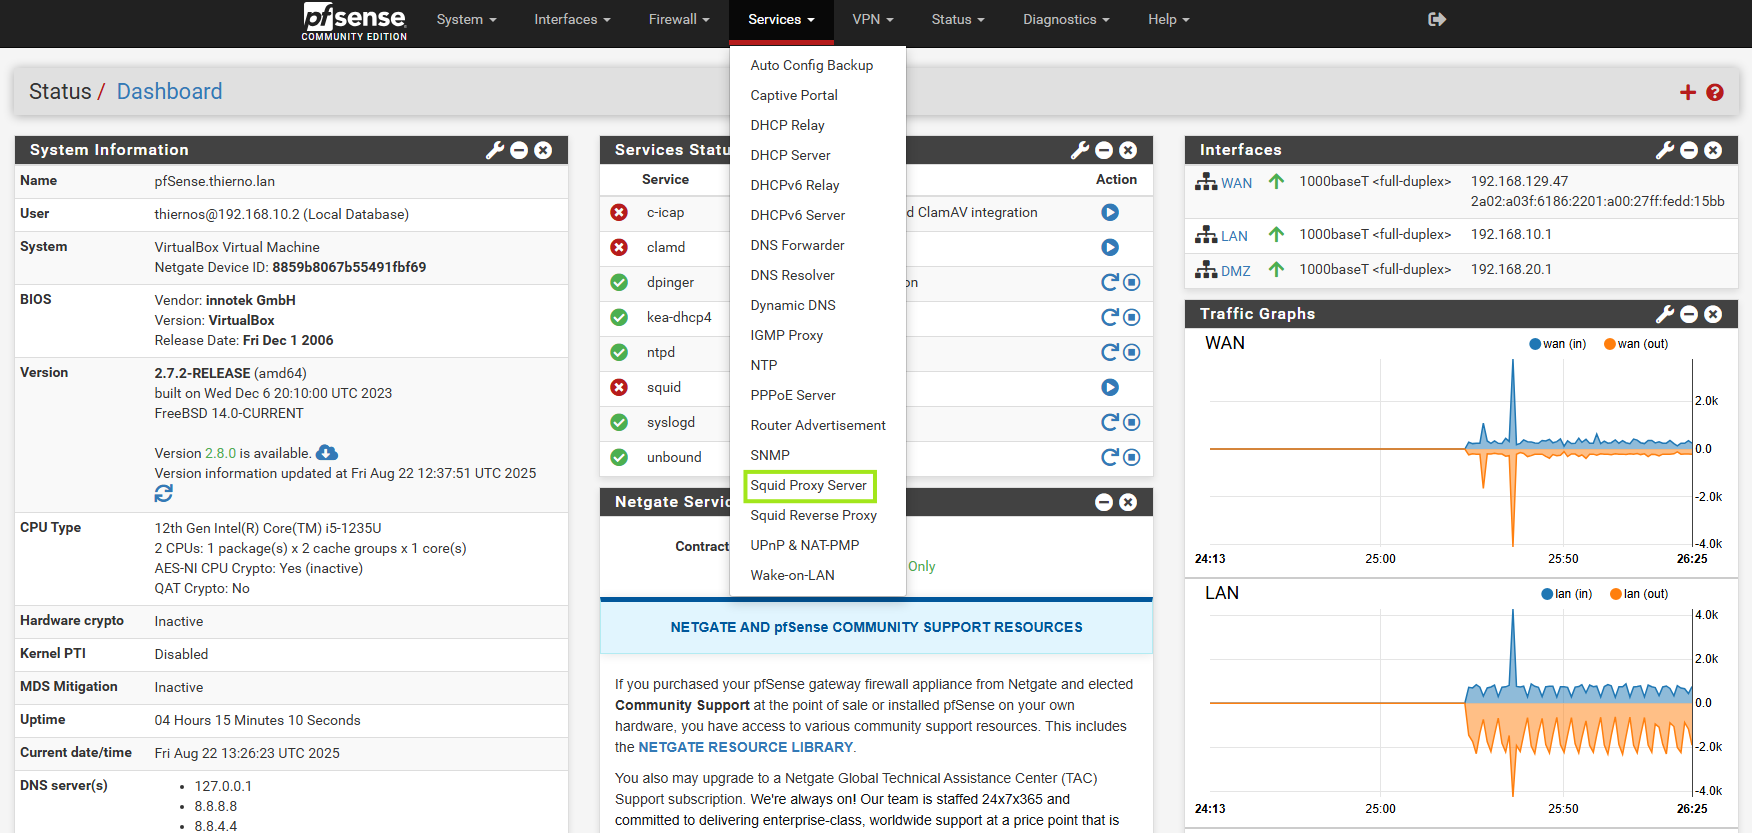 pfsense
COMMUNITY EDITION
System
Interfaces
Firewall
Services
VPN
Status
Diagnostics
Help
Status / Dashboard
Auto Config Backup
Captive Portal
DHCP Relay
DHCP Server
DHCPv6 Relay
DHCPv6 Server
DNS Forwarder
DNS Resolver
Dynamic DNS
IGMP Proxy
NTP
PPPoE Server
Router Advertisement
SNMP
Squid Proxy Server
Squid Reverse Proxy
UPnP & NAT-PMP
Wake-on-LAN
System Information
Name pfSense.thierno.lan
User thiernos@192.168.10.2 (Local Database)
System VirtualBox Virtual Machine
Netgate Device ID: 8859b8067b55491fbf69
BIOS Vendor: innotek GmbH
Version: VirtualBox
Release Date: Fri Dec 1 2006
Version 2.7.2-RELEASE (amd64)
built on Wed Dec 6 20:10:00 UTC 2023
FreeBSD 14.0-CURRENT
Version 2.8.0 is available.
Version information updated at Fri Aug 22 12:37:51 UTC 2025
CPU Type 12th Gen Intel(R) Core(TM) i5-1235U
2 CPUs: 1 package(s) x 2 cache groups x 1 core(s)
AES-NI CPU Crypto: Yes (inactive)
QAT Crypto: No
Hardware crypto Inactive
Kernel PTI Disabled
MDS Mitigation Inactive
Uptime 04 Hours 15 Minutes 10 Seconds
Current date/time Fri Aug 22 13:26:23 UTC 2025
DNS server(s) • 127.0.0.1
• 8.8.8.8
• 8.8.4.4
Services Statu
Service Action
c-icap d ClamAV integration
clamd
dpinger on
kea-dhcp4
ntpd
squid
syslogd
unbound
Netgate Servic
Contract
Only
NETGATE AND pfSense COMMUNITY SUPPORT RESOURCES
If you purchased your pfSense gateway firewall appliance from Netgate and elected
Community Support at the point of sale or installed pfSense on your own
hardware, you have access to various community support resources. This includes
the NETGATE RESOURCE LIBRARY.
You also may upgrade to a Netgate Global Technical Assistance Center (TAC)
Support subscription. We're always on! Our team is staffed 24x7x365 and
committed to delivering enterprise-class, worldwide support at a price point that is
Interfaces
WAN 1000baseT <full-duplex> 192.168.129.47
2a02:a03f:6186:2201:a00:27ff:fedd:15bb
LAN 1000baseT <full-duplex> 192.168.10.1
DMZ 1000baseT <full-duplex> 192.168.20.1
Traffic Graphs
WAN
wan (in) wan (out)
2.0k
0.0
-2.0k
-4.0k
24:13 25:00 25:50 26:25
LAN
lan (in) lan (out)
4.0k
2.0k
0.0
-2.0k
-4.0k
24:13 25:00 25:50 26:25